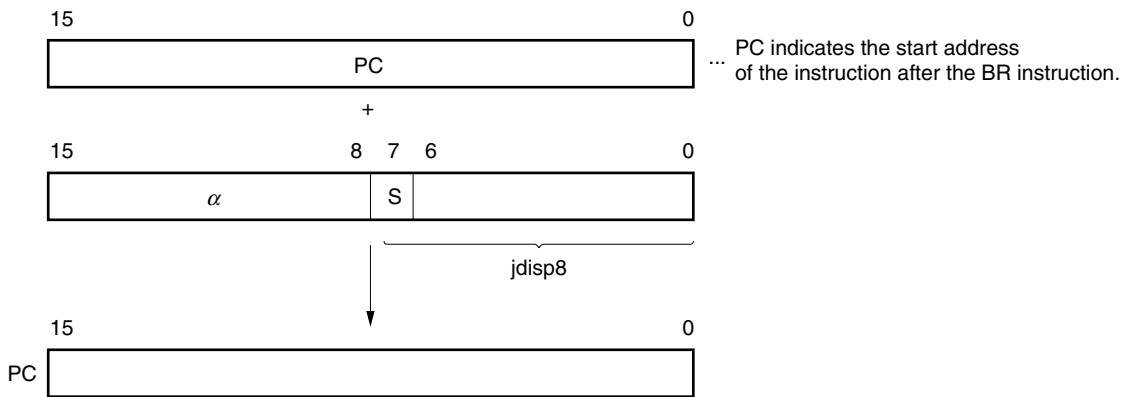 15 0
PC
... PC indicates the start address
of the instruction after the BR instruction.
+
15 8 7 6 0
α S
jdisp8
15 0
PC